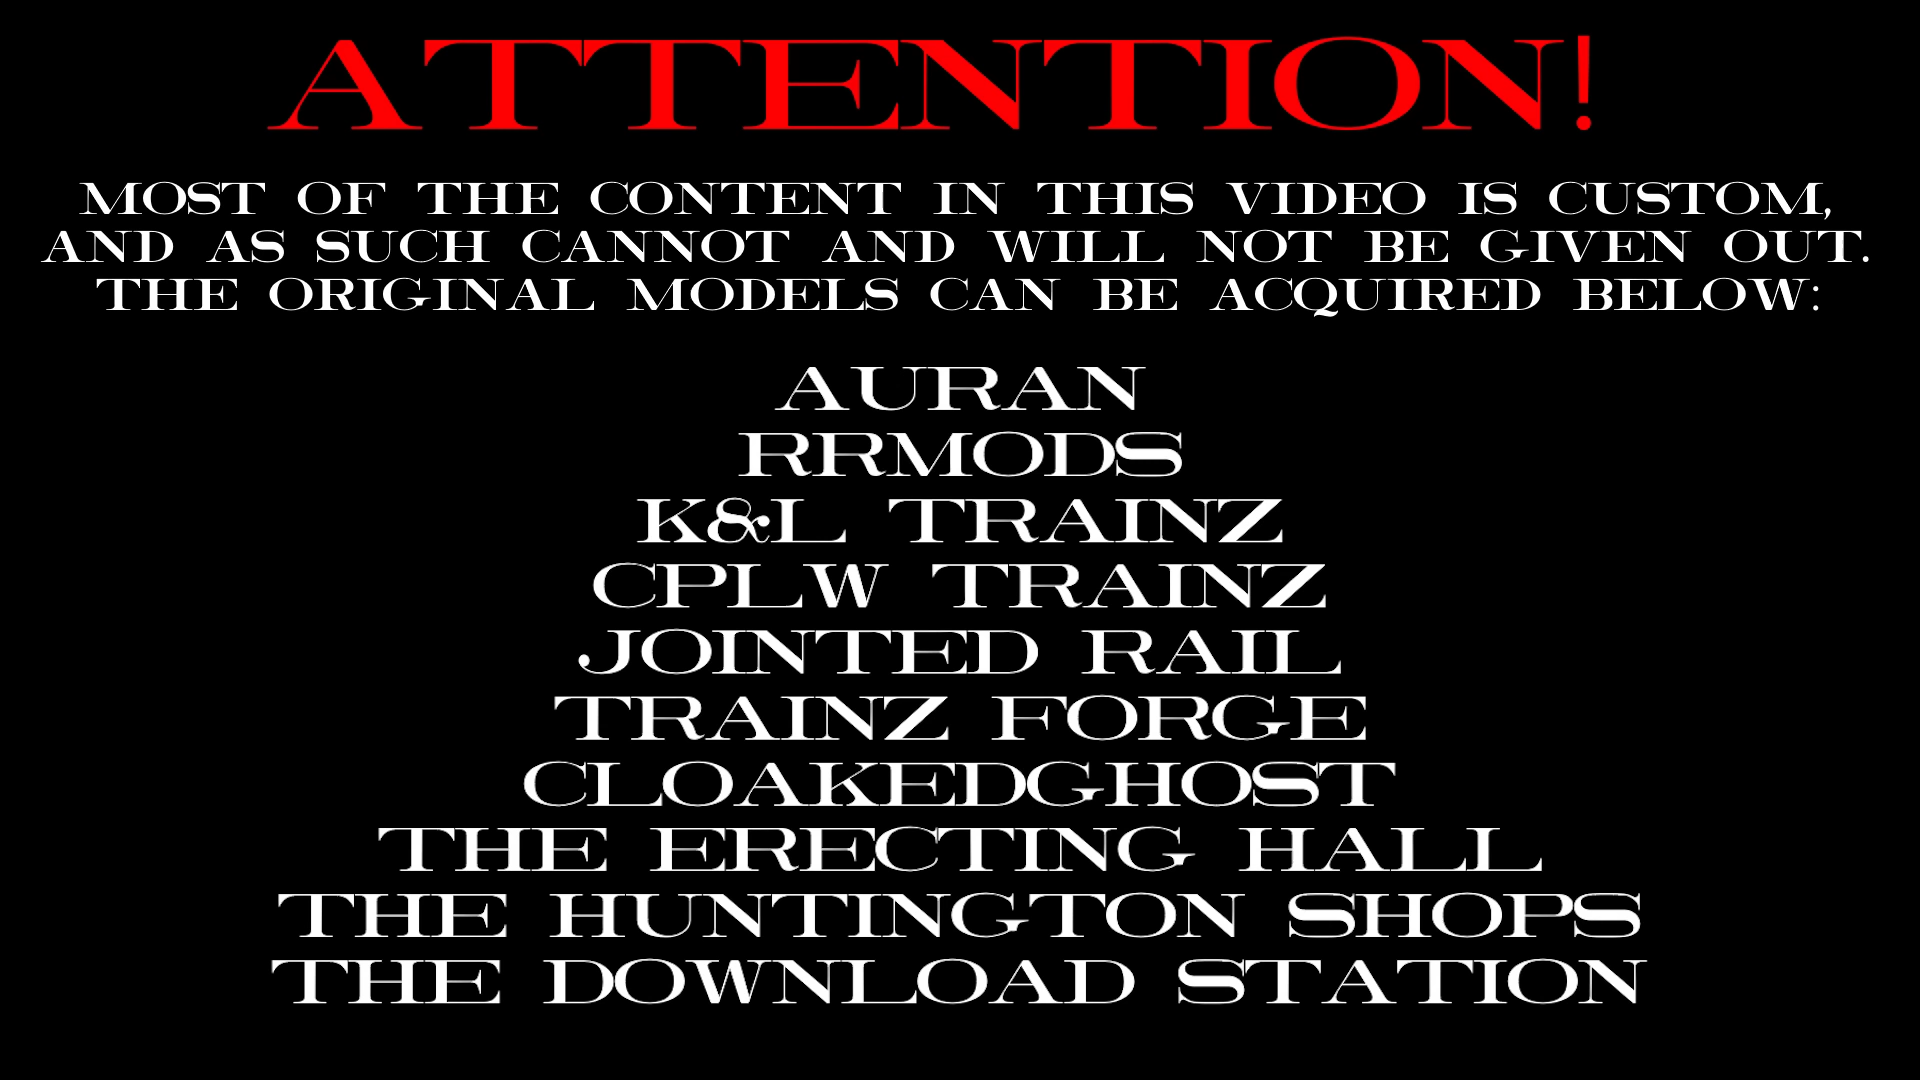 ATTENTION!
MOST OF THE CONTENT IN THIS VIDEO IS CUSTOM,
AND AS SUCH CANNOT AND WILL NOT BE GIVEN OUT.
THE ORIGINAL MODELS CAN BE ACQUIRED BELOW:
AURAN
RRMODS
K&L TRAINZ
CPLW TRAINZ
JOINTED RAIL
TRAINZ FORGE
CLOAKEDGHOST
THE ERECTING HALL
THE HUNTINGTON SHOPS
THE DOWNLOAD STATION